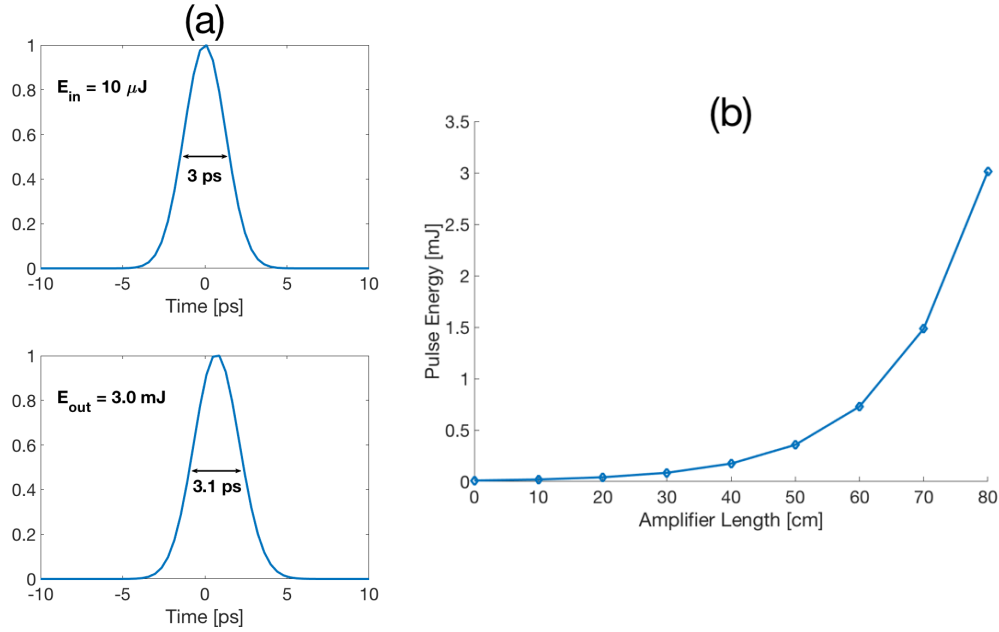 (a)
1
0.8
0.6
0.4
0.2
0
E_in = 10 μJ
3 ps
-10 -5 0 5 10
Time [ps]
1
0.8
0.6
0.4
0.2
0
E_out = 3.0 mJ
3.1 ps
-10 -5 0 5 10
Time [ps]
(b)
3.5
3
2.5
2
1.5
1
0.5
0
Pulse Energy [mJ]
0 10 20 30 40 50 60 70 80
Amplifier Length [cm]